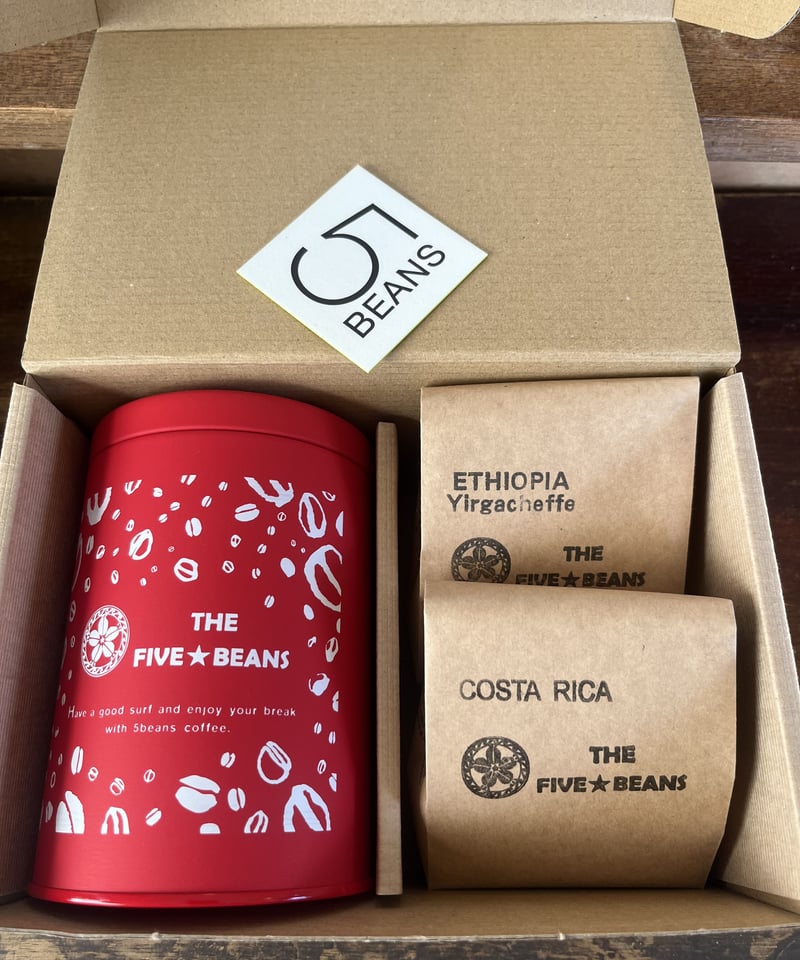 5
BEANS
THE
FIVE★BEANS
Have a good surf and enjoy your break
with 5beans coffee.
ETHIOPIA
Yirgacheffe
THE
FIVE★BEANS
COSTA RICA
THE
FIVE★BEANS